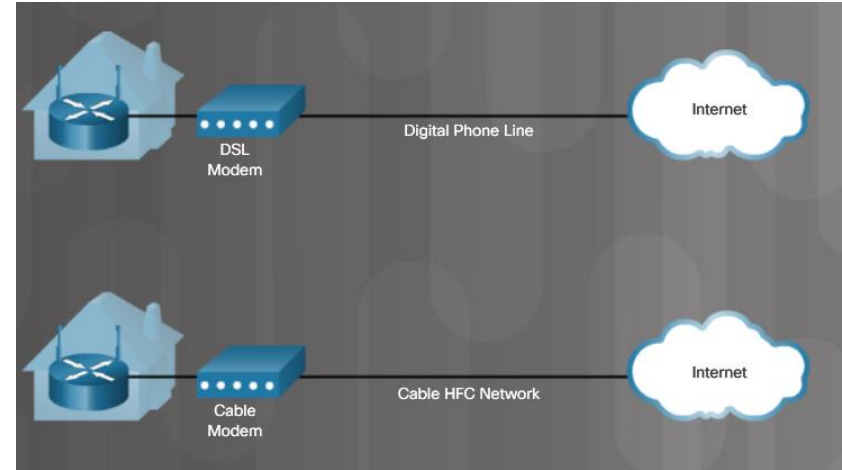 Internet
Digital Phone Line
DSL
Modem
Internet
Cable HFC Network
Cable
Modem